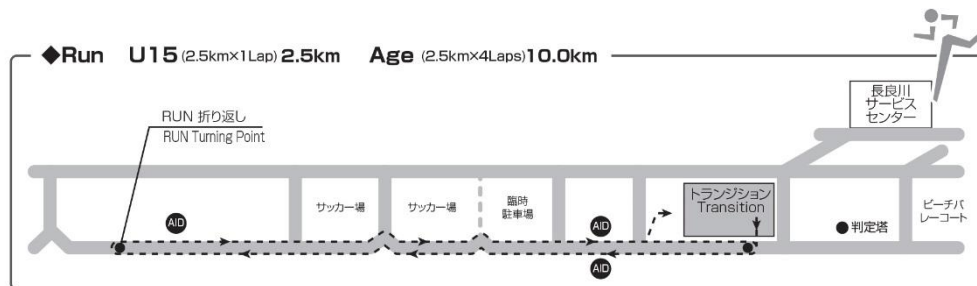 ◆Run U15 (2.5km×1Lap) 2.5km Age (2.5km×4Laps) 10.0km
長良川
サービス
センター
RUN 折り返し
RUN Turning Point
サッカー場
サッカー場
臨時
駐車場
トランジション
Transition
ビーチバ
レーコート
●判定塔
AID
AID
AID